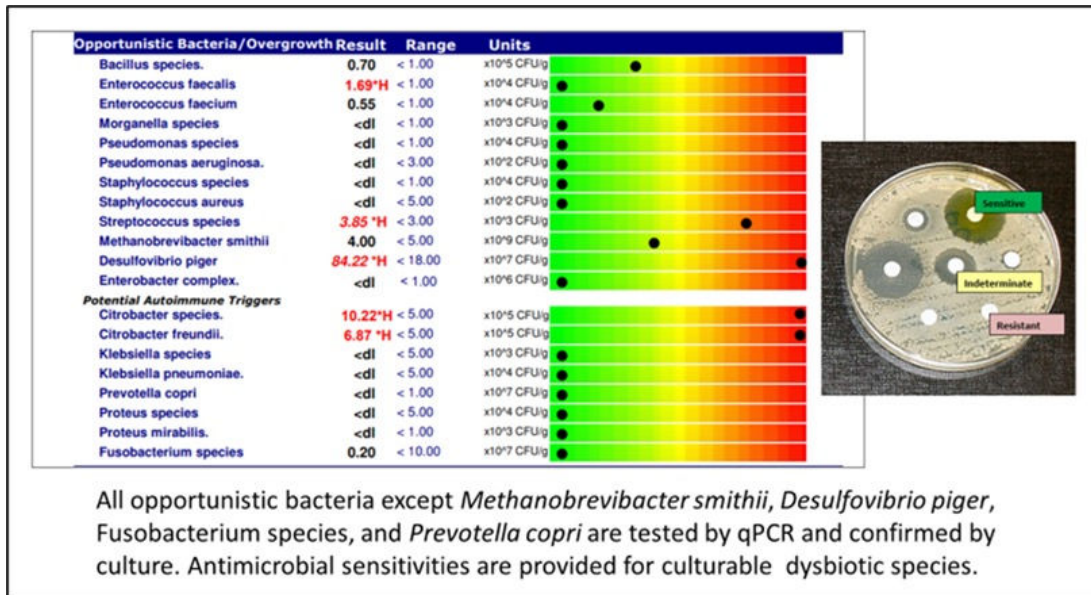 Opportunistic Bacteria/Overgrowth Result Range Units
Bacillus species. 0.70 < 1.00 x10^5 CFU/g
Enterococcus faecalis 1.69*H < 1.00 x10^4 CFU/g
Enterococcus faecium 0.55 < 1.00 x10^4 CFU/g
Morganella species <dl < 1.00 x10^3 CFU/g
Pseudomonas species <dl < 1.00 x10^4 CFU/g
Pseudomonas aeruginosa. <dl < 3.00 x10^2 CFU/g
Staphylococcus species <dl < 1.00 x10^4 CFU/g
Staphylococcus aureus <dl < 5.00 x10^2 CFU/g
Streptococcus species 3.85 *H < 3.00 x10^3 CFU/g
Methanobrevibacter smithii 4.00 < 5.00 x10^9 CFU/g
Desulfovibrio piger 84.22 *H < 18.00 x10^7 CFU/g
Enterobacter complex. <dl < 1.00 x10^6 CFU/g
Potential Autoimmune Triggers
Citrobacter species. 10.22*H < 5.00 x10^5 CFU/g
Citrobacter freundii. 6.87 *H < 5.00 x10^5 CFU/g
Klebsiella species <dl < 5.00 x10^3 CFU/g
Klebsiella pneumoniae. <dl < 5.00 x10^4 CFU/g
Prevotella copri <dl < 1.00 x10^7 CFU/g
Proteus species <dl < 5.00 x10^4 CFU/g
Proteus mirabilis. <dl < 1.00 x10^3 CFU/g
Fusobacterium species 0.20 < 10.00 x10^7 CFU/g
Sensitive
Indeterminate
Resistant
All opportunistic bacteria except Methanobrevibacter smithii, Desulfovibrio piger,
Fusobacterium species, and Prevotella copri are tested by qPCR and confirmed by
culture. Antimicrobial sensitivities are provided for culturable dysbiotic species.